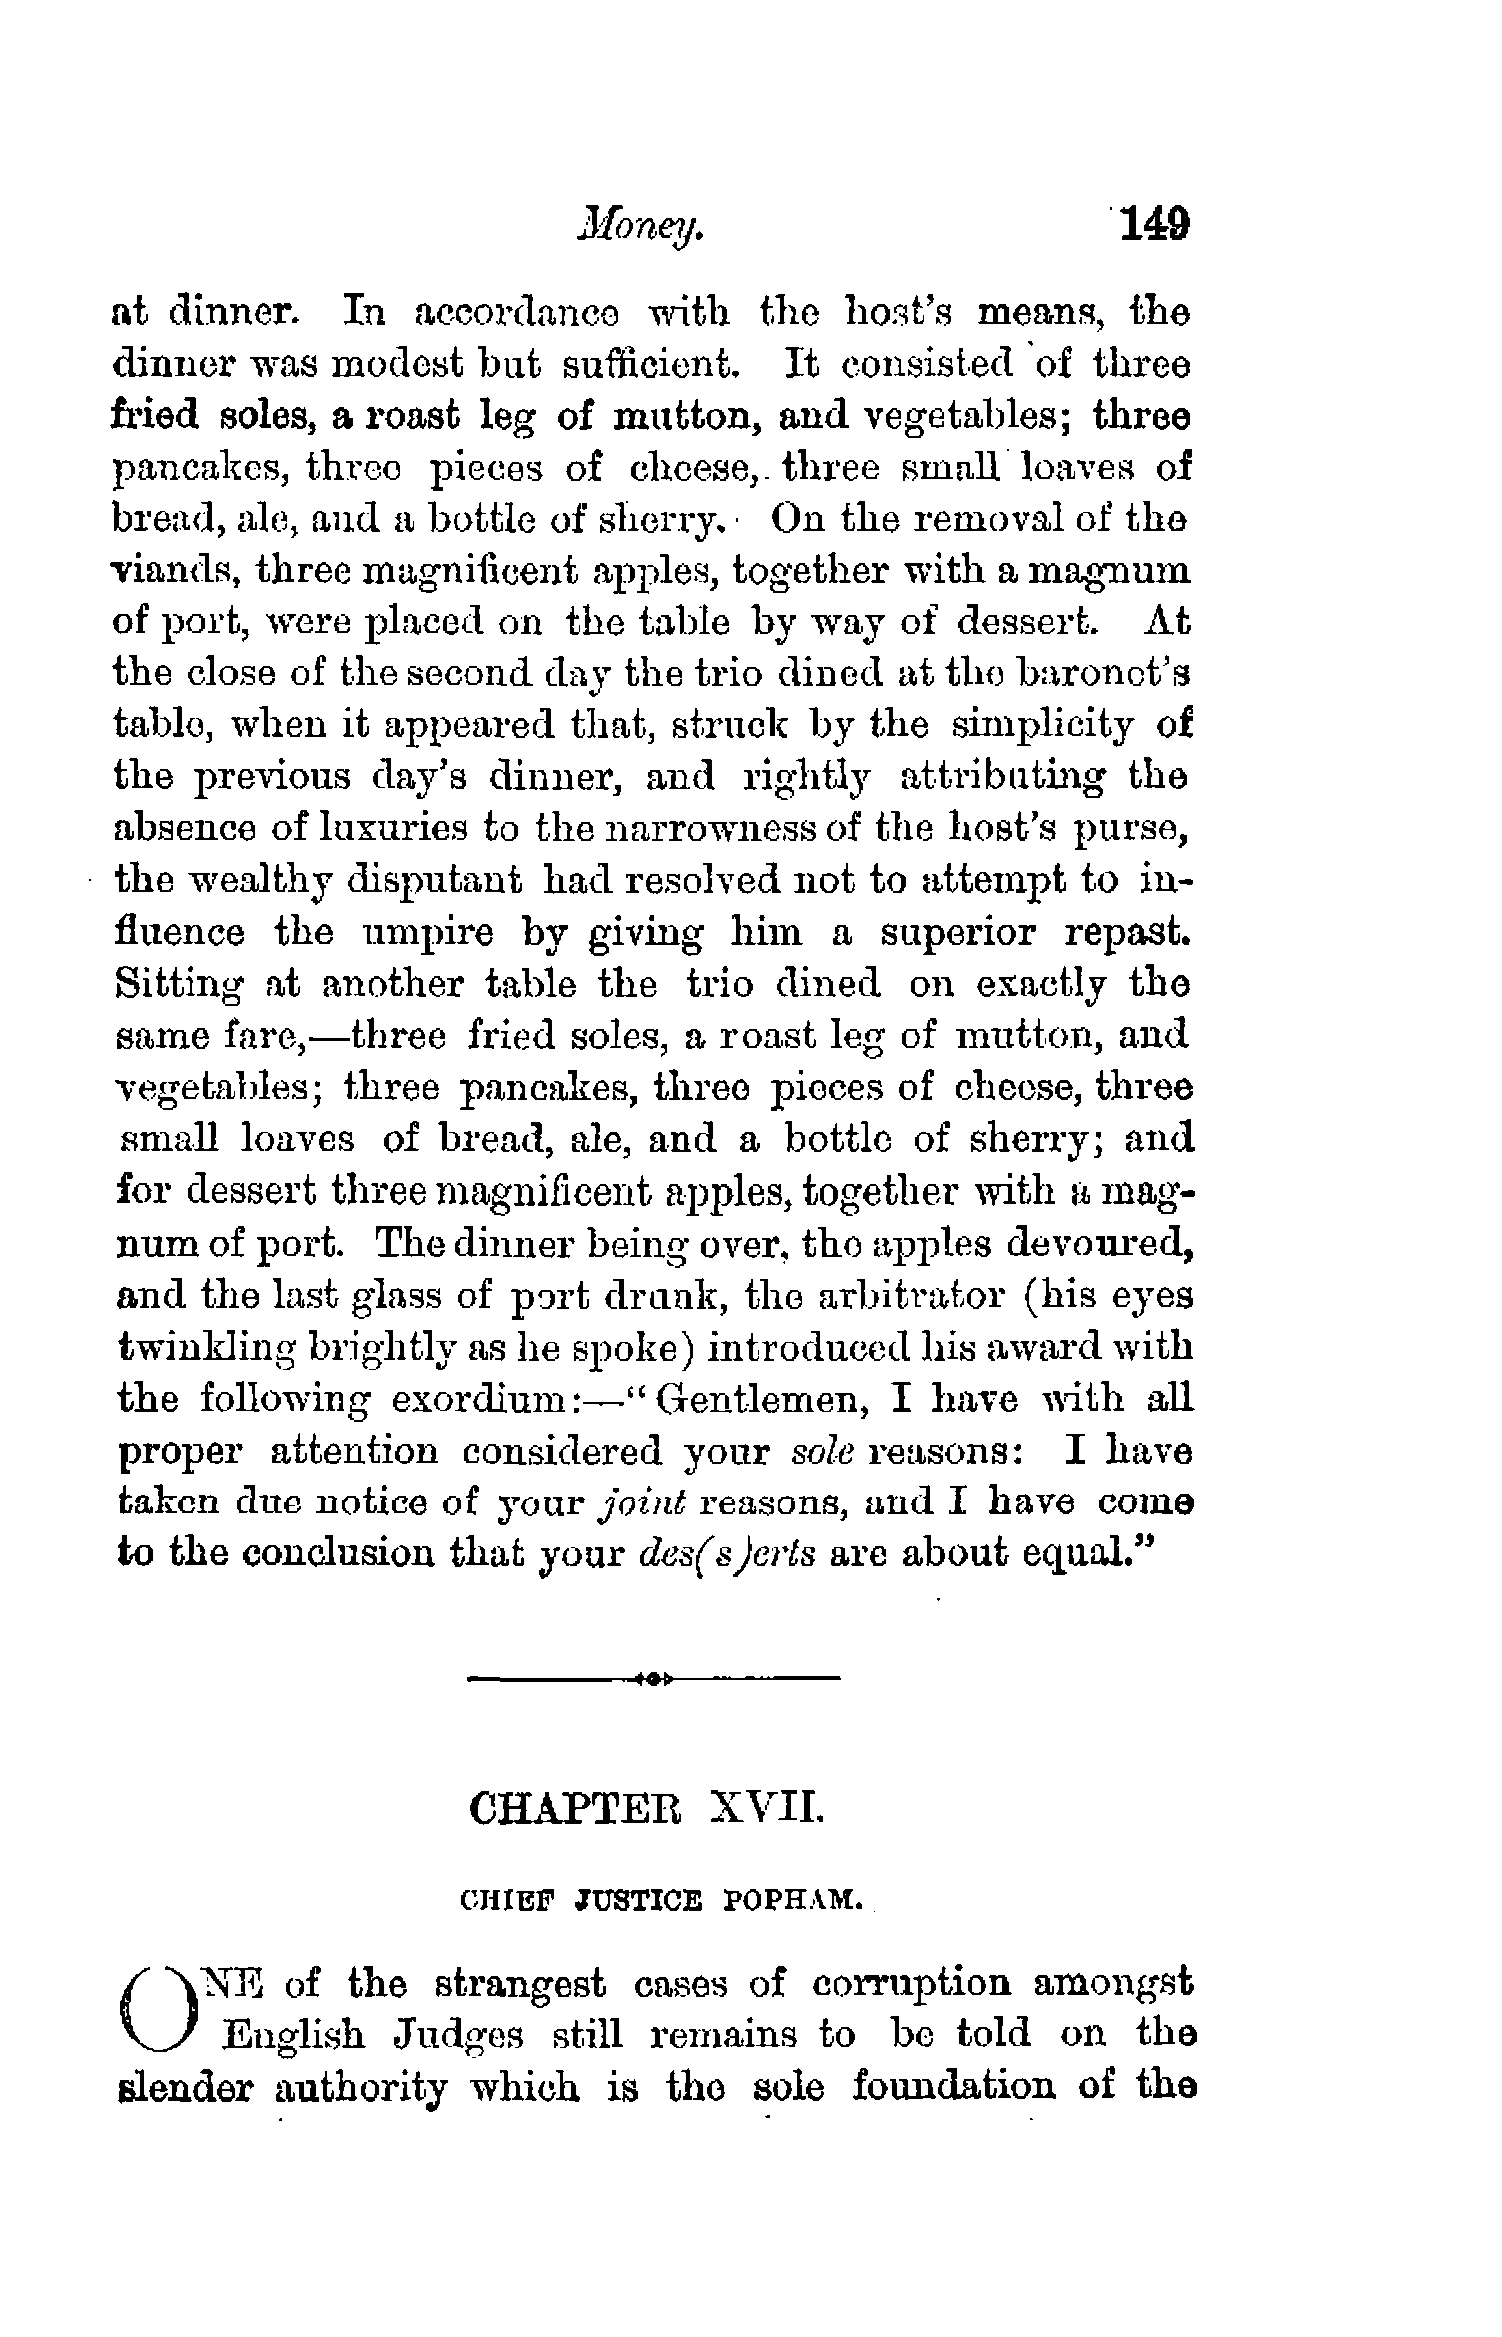 Money. 149
at dinner. In accordance with the host's means, the
dinner was modest but sufficient. It consisted of three
fried soles, a roast leg of mutton, and vegetables; three
pancakes, three pieces of cheese, three small loaves of
bread, ale, and a bottle of sherry. On the removal of the
viands, three magnificent apples, together with a magnum
of port, were placed on the table by way of dessert. At
the close of the second day the trio dined at the baronet's
table, when it appeared that, struck by the simplicity of
the previous day's dinner, and rightly attributing the
absence of luxuries to the narrowness of the host's purse,
the wealthy disputant had resolved not to attempt to in-
fluence the umpire by giving him a superior repast.
Sitting at another table the trio dined on exactly the
same fare,—three fried soles, a roast leg of mutton, and
vegetables; three pancakes, three pieces of cheese, three
small loaves of bread, ale, and a bottle of sherry; and
for dessert three magnificent apples, together with a mag-
num of port. The dinner being over, the apples devoured,
and the last glass of port drunk, the arbitrator (his eyes
twinkling brightly as he spoke) introduced his award with
the following exordium:—"Gentlemen, I have with all
proper attention considered your sole reasons: I have
taken due notice of your joint reasons, and I have come
to the conclusion that your des(s)erts are about equal."
CHAPTER XVII.
CHIEF JUSTICE POPHAM.
ONE of the strangest cases of corruption amongst
English Judges still remains to be told on the
slender authority which is the sole foundation of the